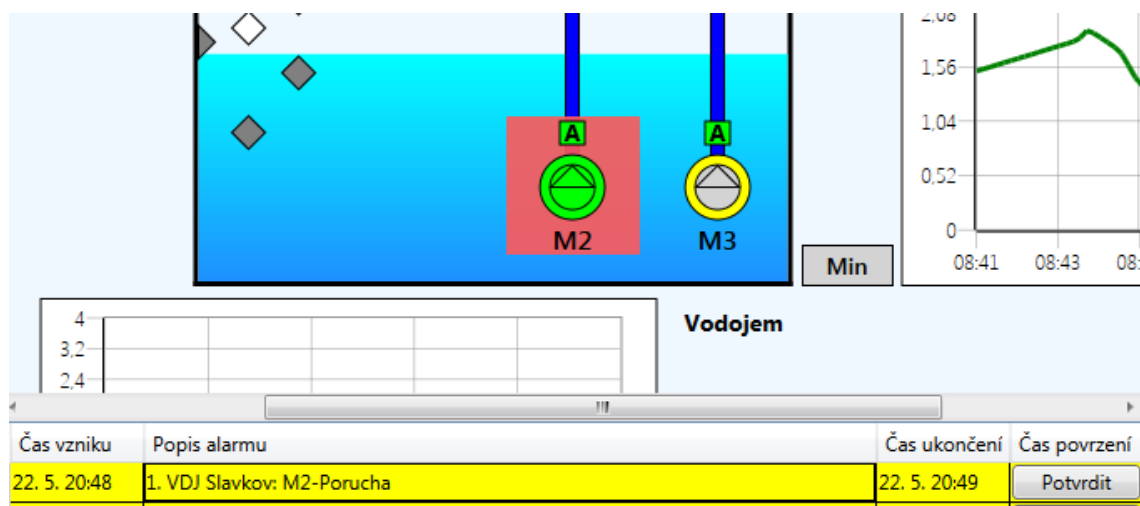 2,08
1,56
1,04
0,52
0
08:41 08:43 08:
A A
M2 M3
Min
4
3,2
2,4
Vodojem
Čas vzniku Popis alarmu Čas ukončení Čas povrzení
22. 5. 20:48 1. VDJ Slavkov: M2-Porucha 22. 5. 20:49 Potvrdit